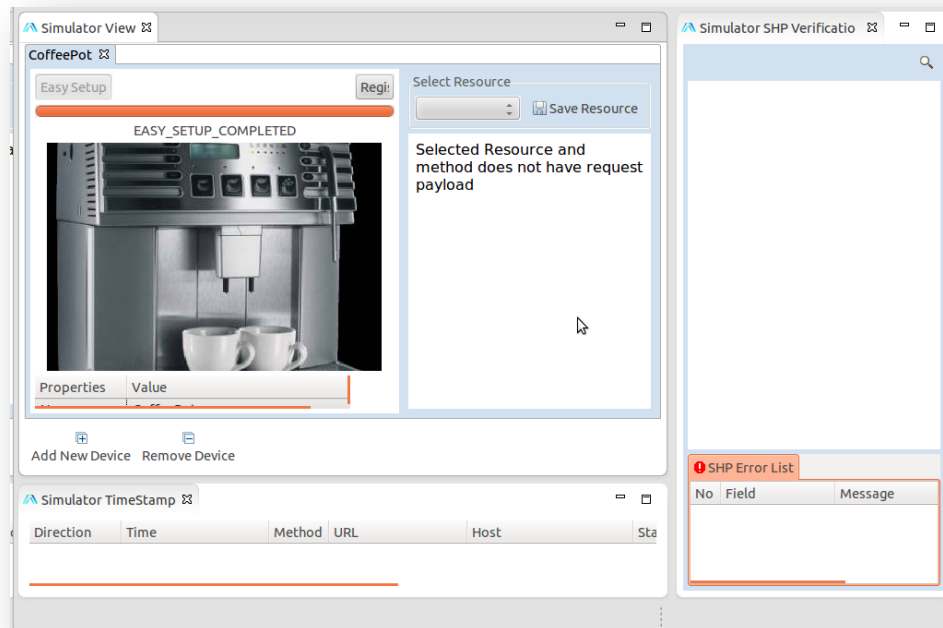 Simulator View
CoffeePot
Easy Setup
Regi
EASY_SETUP_COMPLETED
Properties Value
Select Resource
Save Resource
Selected Resource and
method does not have request
payload
Add New Device Remove Device
Simulator TimeStamp
Direction Time Method URL Host Sta
Simulator SHP Verificatio
SHP Error List
No Field Message